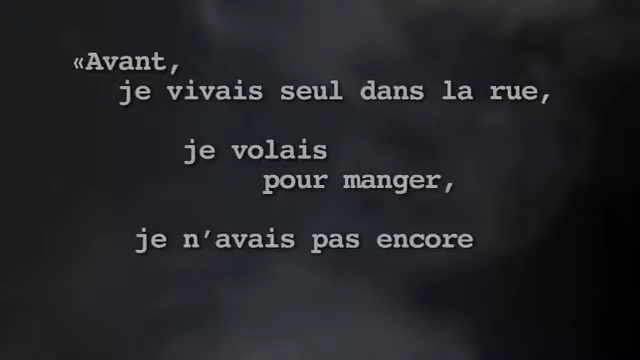 «Avant,
je vivais seul dans la rue,
je volais
pour manger,
je n’avais pas encore